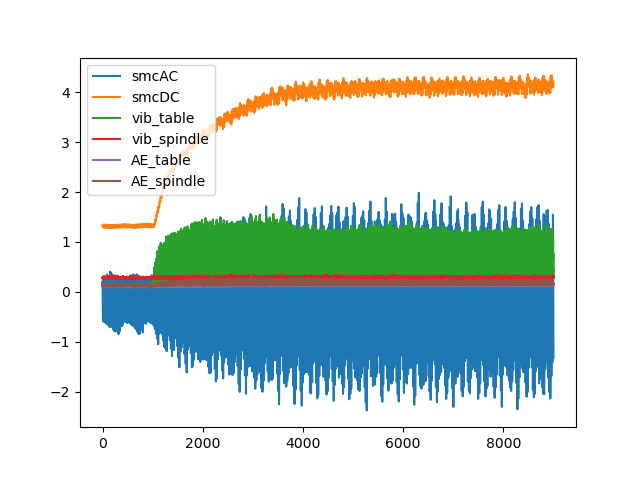 smcAC
smcDC
vib_table
vib_spindle
AE_table
AE_spindle
4
3
2
1
0
−1
−2
0 2000 4000 6000 8000